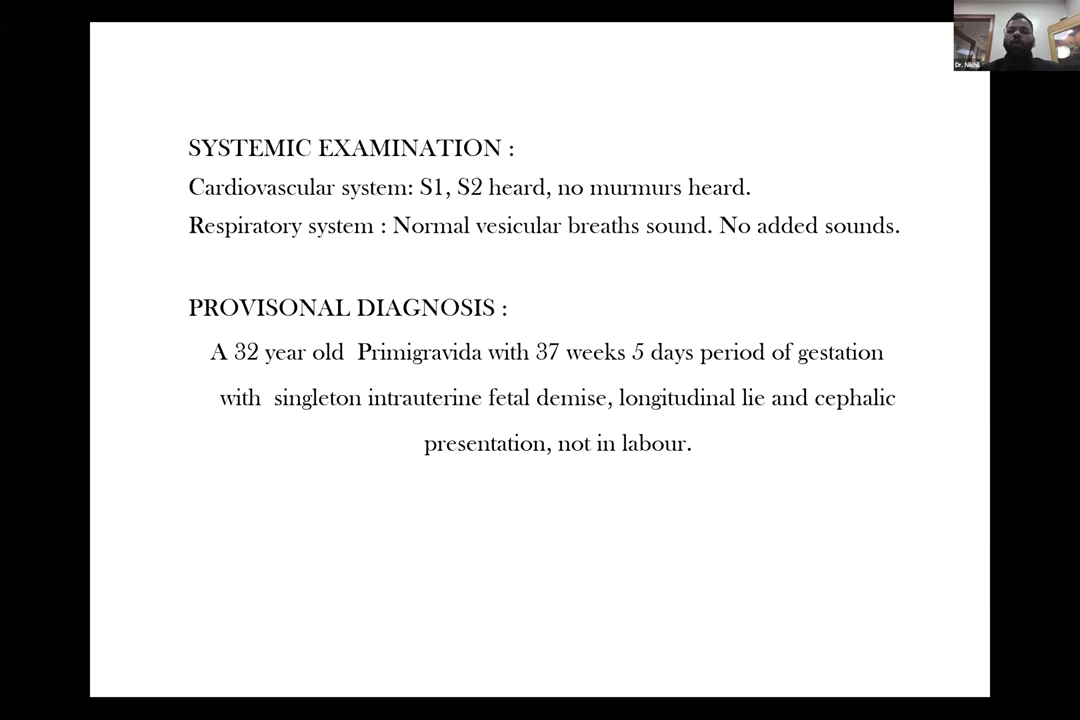 Dr. Nikhil
SYSTEMIC EXAMINATION :
Cardiovascular system: S1, S2 heard, no murmurs heard.
Respiratory system : Normal vesicular breaths sound. No added sounds.
PROVISONAL DIAGNOSIS :
A 32 year old Primigravida with 37 weeks 5 days period of gestation
with singleton intrauterine fetal demise, longitudinal lie and cephalic
presentation, not in labour.